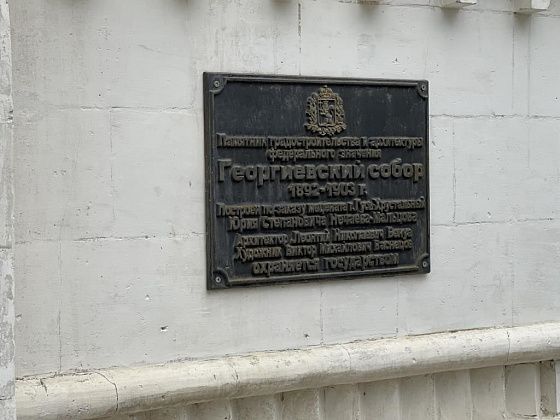 Памятник градостроительства и архитектуры
федерального значения
Георгиевский собор
1892-1903 г.
Построен по заказу мецената г. Гусь-Хрустальный
Юрия Степановича Нечаева-Мальцова
Архитектор Леонтий Николаевич Бенуа
Художник Виктор Михайлович Васнецов
охраняется государством